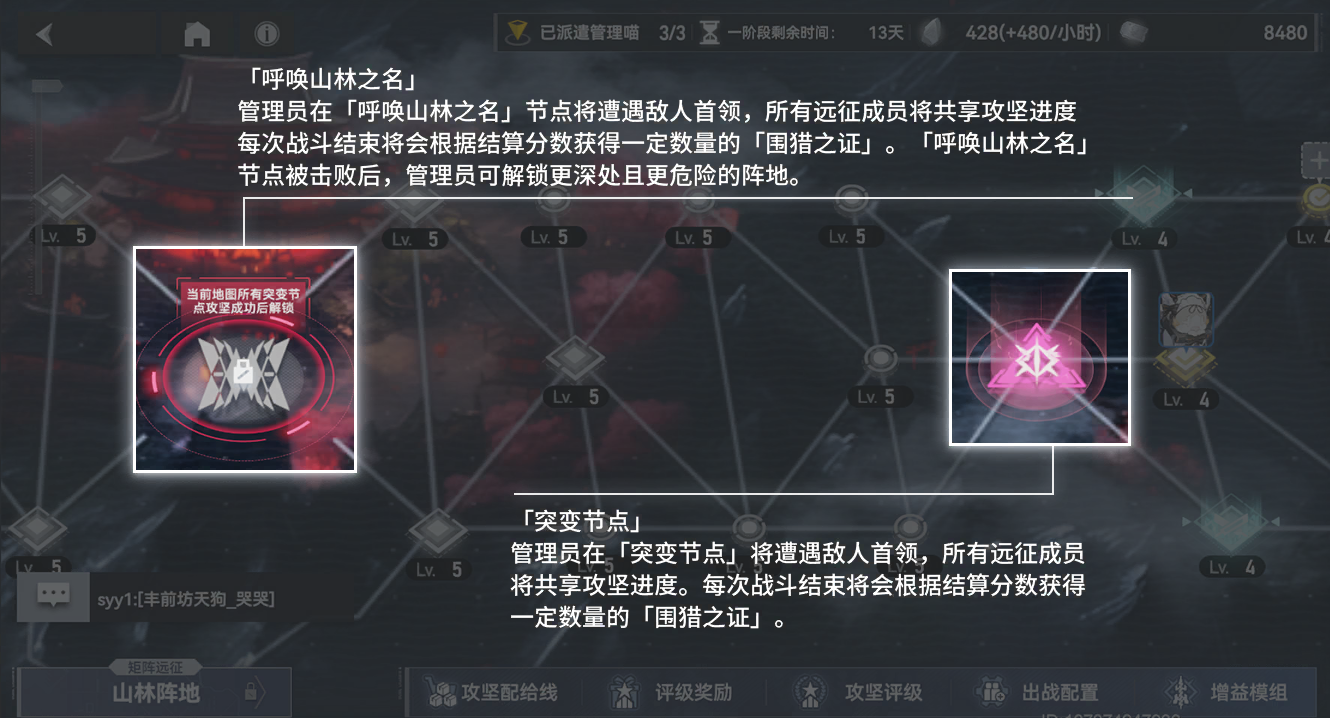 已派遣管理喵 3/3 一阶段剩余时间: 13天 428(+480/小时) 8480
「呼唤山林之名」
管理员在「呼唤山林之名」节点将遭遇敌人首领，所有远征成员将共享攻坚进度
每次战斗结束将会根据结算分数获得一定数量的「围猎之证」。「呼唤山林之名」
节点被击败后，管理员可解锁更深处且更危险的阵地。
Lv. 5 Lv. 5 Lv. 5 Lv. 5 Lv. 5 Lv. 4 Lv. 4
当前地图所有突变节
点攻坚成功后解锁
Lv. 5 Lv. 5 Lv. 4
「突变节点」
管理员在「突变节点」将遭遇敌人首领，所有远征成员
将共享攻坚进度。每次战斗结束将会根据结算分数获得
一定数量的「围猎之证」。
Lv. 5 Lv. 5 Lv. 5 Lv. 5 Lv. 4
syy1:[丰前坊天狗_哭哭]
矩阵远征
山林阵地 攻坚配给线 评级奖励 攻坚评级 出战配置 增益模组